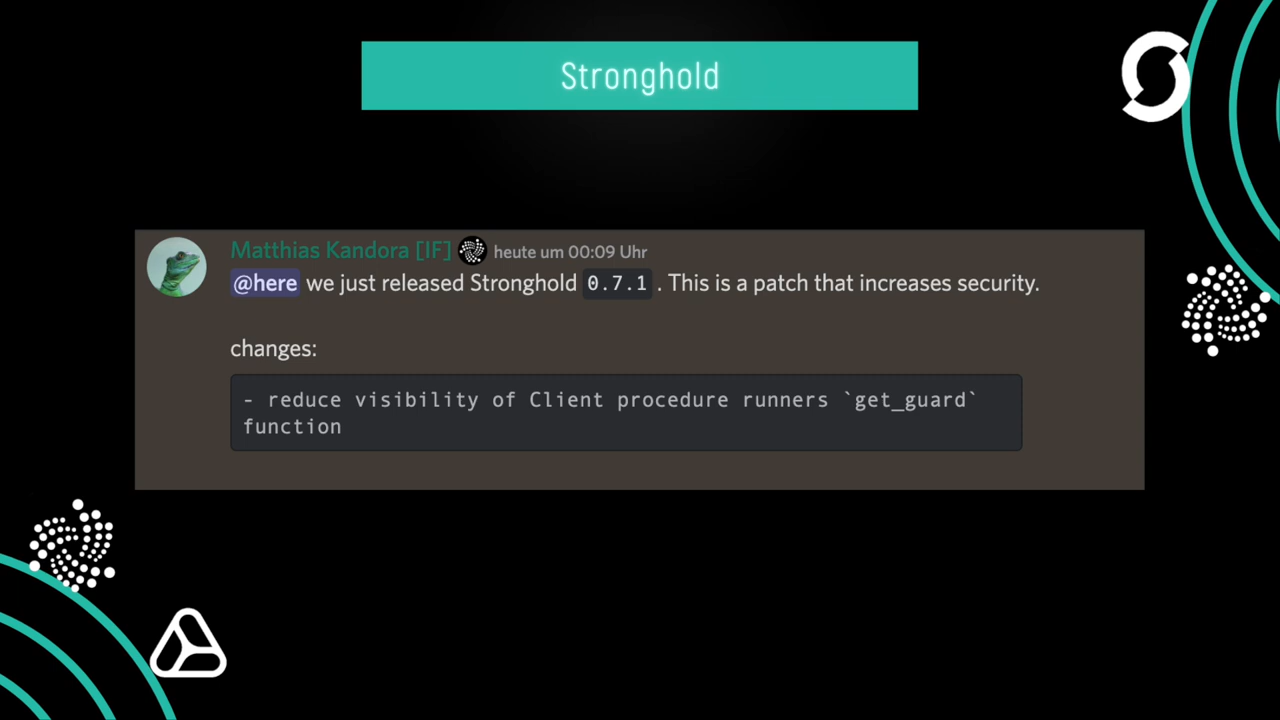 Stronghold
Matthias Kandora [IF] heute um 00:09 Uhr
@here we just released Stronghold 0.7.1 . This is a patch that increases security.
changes:
- reduce visibility of Client procedure runners `get_guard`
function